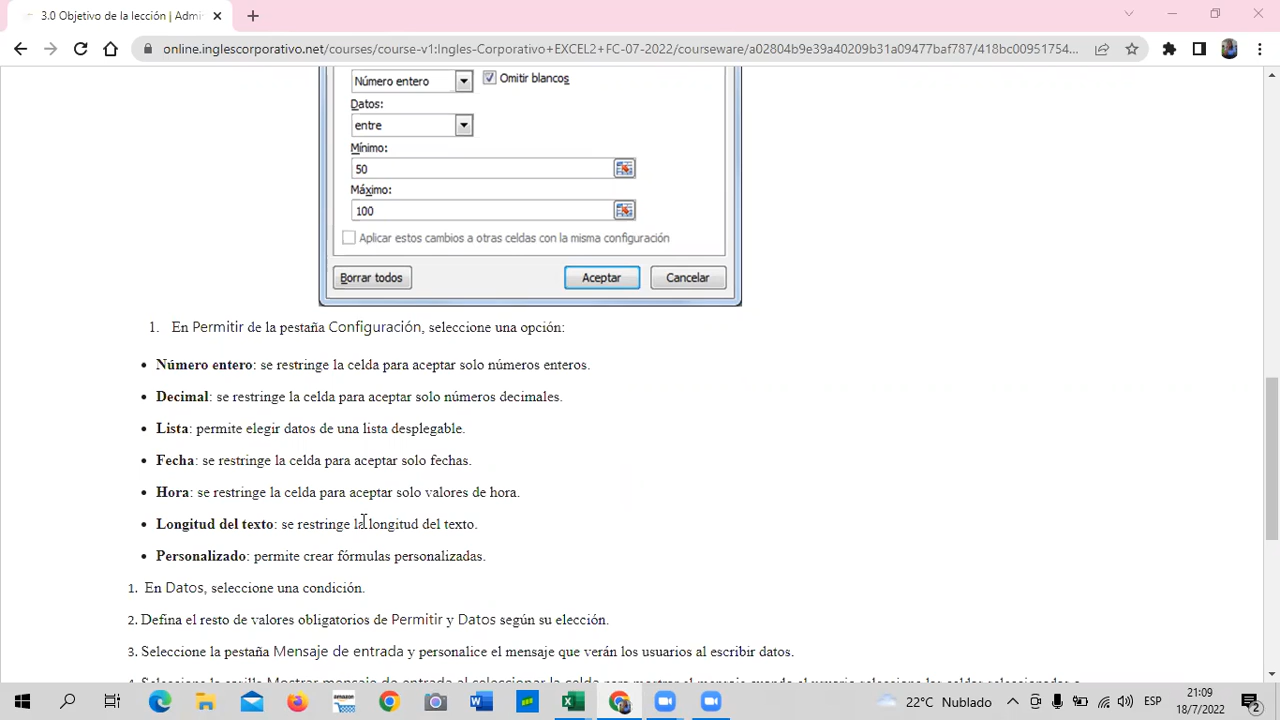 3.0 Objetivo de la lección | Admi
online.inglescorporativo.net/courses/course-v1:Ingles-Corporativo+EXCEL2+FC-07-2022/courseware/a02804b9e39a40209b31a09477baf787/418bc00951754...
Número entero
Omitir blancos
Datos:
entre
Mínimo:
50
Máximo:
100
Aplicar estos cambios a otras celdas con la misma configuración
Borrar todos
Aceptar
Cancelar
1. En Permitir de la pestaña Configuración, seleccione una opción:
• Número entero: se restringe la celda para aceptar solo números enteros.
• Decimal: se restringe la celda para aceptar solo números decimales.
• Lista: permite elegir datos de una lista desplegable.
• Fecha: se restringe la celda para aceptar solo fechas.
• Hora: se restringe la celda para aceptar solo valores de hora.
• Longitud del texto: se restringe la longitud del texto.
• Personalizado: permite crear fórmulas personalizadas.
1. En Datos, seleccione una condición.
2. Defina el resto de valores obligatorios de Permitir y Datos según su elección.
3. Seleccione la pestaña Mensaje de entrada y personalice el mensaje que verán los usuarios al escribir datos.
amazon
22°C Nublado
ESP
21:09
18/7/2022
2